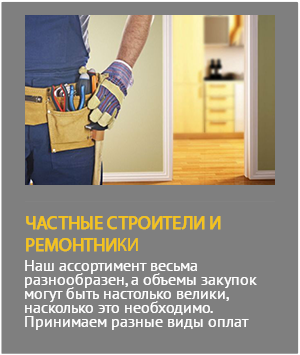 ЧАСТНЫЕ СТРОИТЕЛИ И
РЕМОНТНИКИ
Наш ассортимент весьма
разнообразен, а объемы закупок
могут быть настолько велики,
насколько это необходимо.
Принимаем разные виды оплат